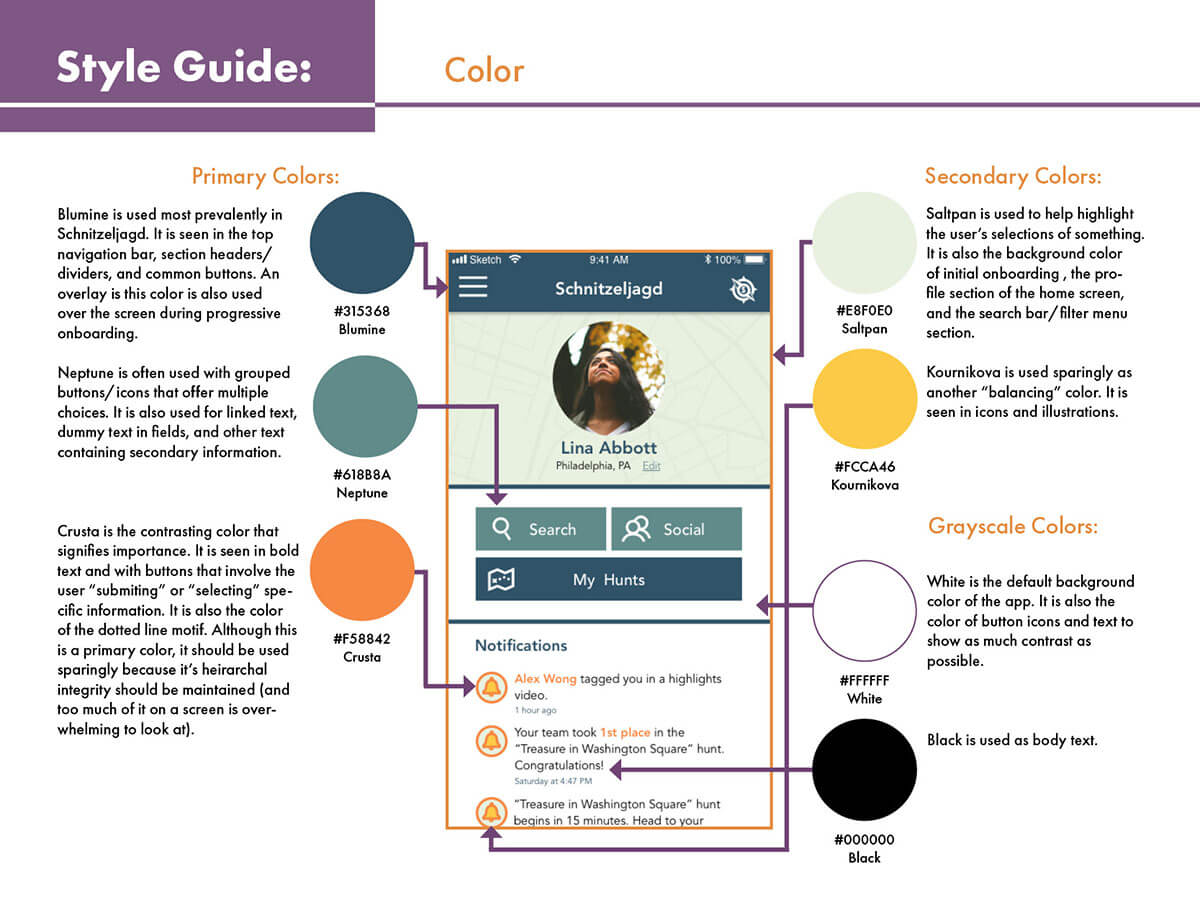 Style Guide:
Color
Primary Colors:
Blumine is used most prevalently in
Schnitzeljagd. It is seen in the top
navigation bar, section headers/
dividers, and common buttons. An
overlay is this color is also used
over the screen during progressive
onboarding.
#315368
Blumine
Neptune is often used with grouped
buttons/icons that offer multiple
choices. It is also used for linked text,
dummy text in fields, and other text
containing secondary information.
#618B8A
Neptune
Crusta is the contrasting color that
signifies importance. It is seen in bold
text and with buttons that involve the
user “submiting” or “selecting” spe-
cific information. It is also the color
of the dotted line motif. Although this
is a primary color, it should be used
sparingly because it’s heirarchal
integrity should be maintained (and
too much of it on a screen is over-
whelming to look at).
#F58842
Crusta
Sketch 9:41 AM 100%
Schnitzeljagd
Lina Abbott
Philadelphia, PA Edit
Search
Social
My Hunts
Notifications
Alex Wong tagged you in a highlights
video.
1 hour ago
Your team took 1st place in the
“Treasure in Washington Square” hunt.
Congratulations!
Saturday at 4:47 PM
“Treasure in Washington Square” hunt
begins in 15 minutes. Head to your
Secondary Colors:
Saltpan is used to help highlight
the user’s selections of something.
It is also the background color
of initial onboarding , the pro-
file section of the home screen,
and the search bar/filter menu
section.
#E8F0E0
Saltpan
Kournikova is used sparingly as
another “balancing” color. It is
seen in icons and illustrations.
#FCCA46
Kournikova
Grayscale Colors:
White is the default background
color of the app. It is also the
color of button icons and text to
show as much contrast as
possible.
#FFFFFF
White
Black is used as body text.
#000000
Black